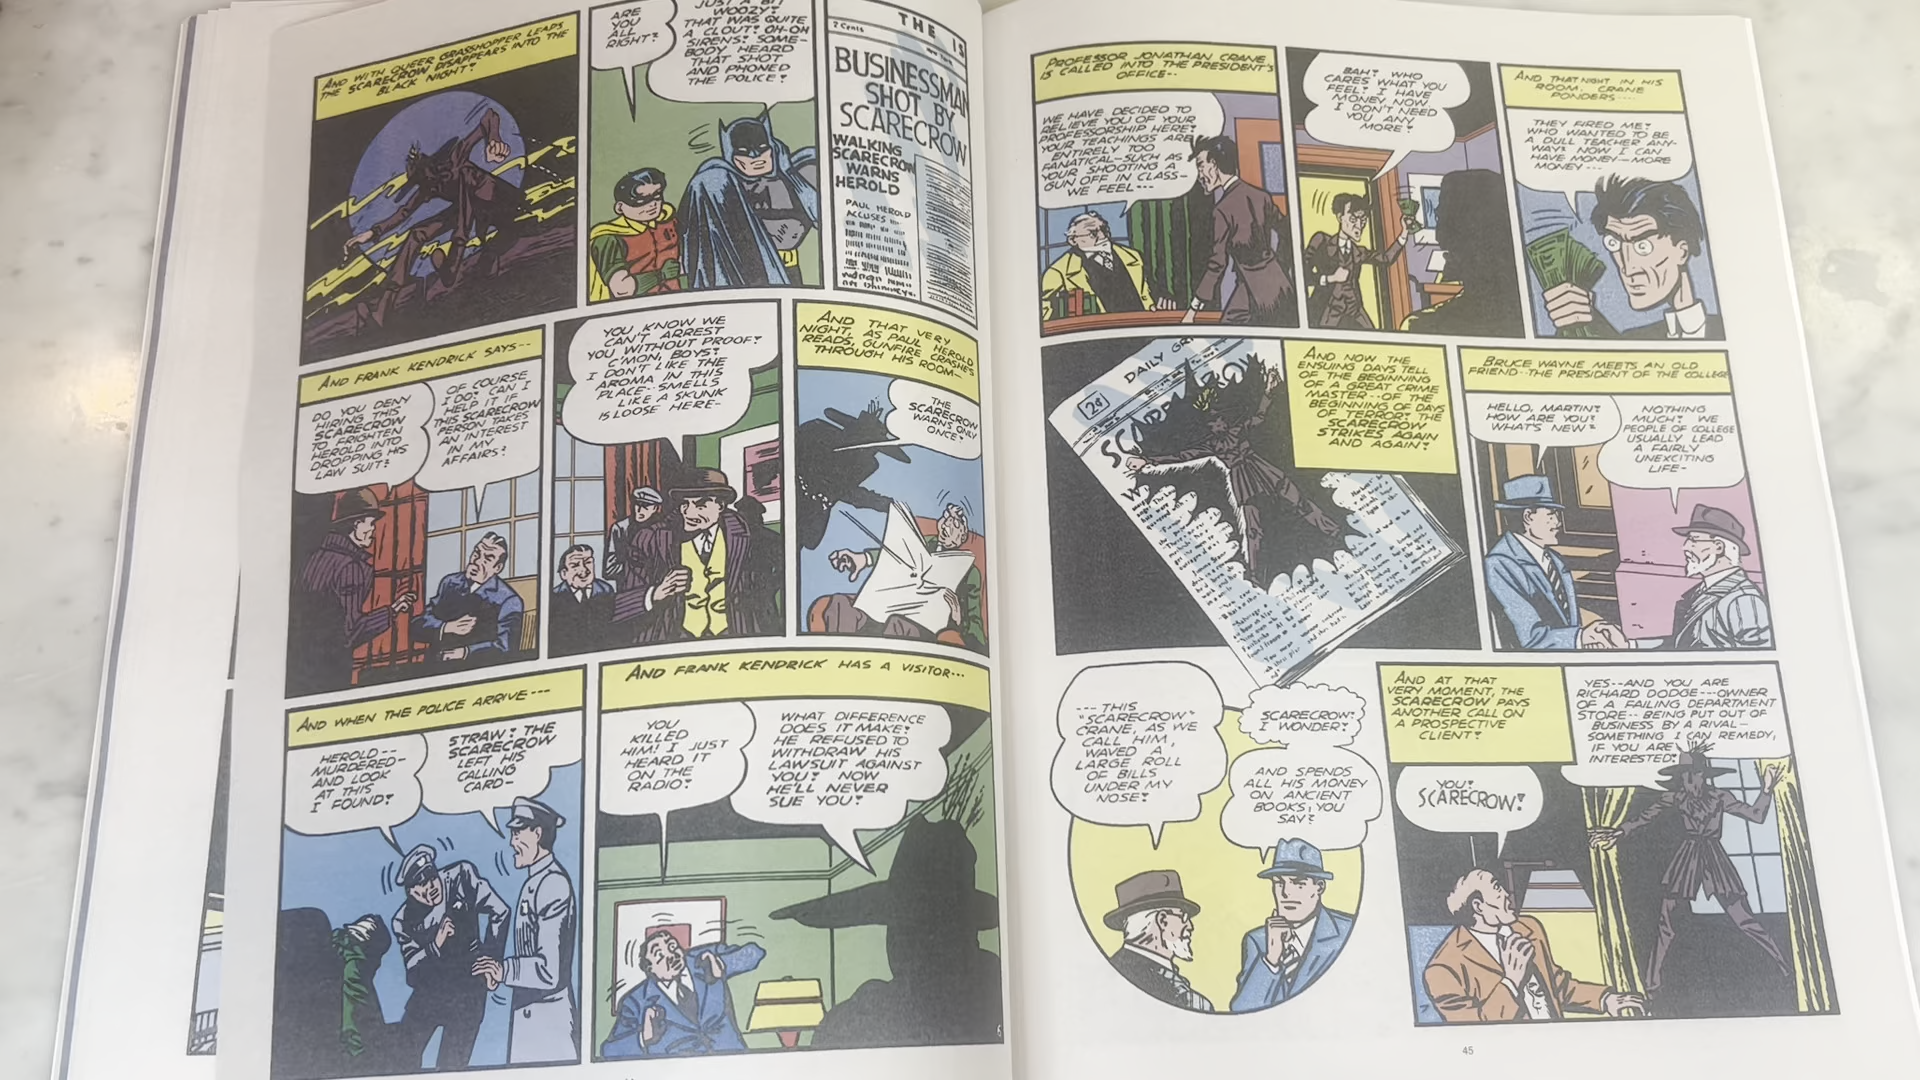 AND WITH QUEER GRASSHOPPER LEAPS
THE SCARECROW DISAPPEARS INTO THE
BLACK NIGHT!
ARE
YOU
ALL
RIGHT?
JUST A BIT
WOOZY!
THAT WAS QUITE
A CLOUT! OH-OH
SIRENS! SOME-
BODY HEARD
THAT SHOT
AND PHONED
THE POLICE!
THE IS
2 Cents
BUSINESSMAN
SHOT BY
SCARECROW
WALKING
SCARECROW
WARNS
HEROLD
PAUL HEROLD
ACCUSES
AND FRANK KENDRICK SAYS--
DO YOU DENY
HIRING THIS
SCARECROW
TO FRIGHTEN
HEROLD INTO
DROPPING HIS
LAW SUIT?
OF COURSE
I DO! CAN I
HELP IT IF
THIS SCARECROW
PERSON TAKES
AN INTEREST
IN MY
AFFAIRS?
YOU KNOW WE
CAN'T ARREST
YOU WITHOUT PROOF!
C'MON, BOYS!
I DON'T LIKE THE
AROMA IN THIS
PLACE-- SMELLS
LIKE A SKUNK
IS LOOSE HERE-
AND THAT VERY
NIGHT, AS PAUL HEROLD
READS, GUNFIRE CRASHES
THROUGH HIS ROOM--
THE
SCARECROW
WARNS ONLY
ONCE!
AND WHEN THE POLICE ARRIVE---
HEROLD--
MURDERED--
AND LOOK
AT THIS
I FOUND!
STRAW! THE
SCARECROW
LEFT HIS
CALLING
CARD--
AND FRANK KENDRICK HAS A VISITOR...
YOU
KILLED
HIM! I JUST
HEARD IT
ON THE
RADIO!
WHAT DIFFERENCE
DOES IT MAKE?
HE REFUSED TO
WITHDRAW HIS
LAWSUIT AGAINST
YOU! NOW
HE'LL NEVER
SUE YOU!
6
PROFESSOR JONATHAN CRANE
IS CALLED INTO THE PRESIDENT'S
OFFICE--
WE HAVE DECIDED TO
RELIEVE YOU OF YOUR
PROFESSORSHIP HERE!
YOUR TEACHINGS ARE
ENTIRELY TOO
FANATICAL--SUCH AS
YOUR SHOOTING A
GUN OFF IN CLASS--
WE FEEL---
BAH! WHO
CARES WHAT YOU
FEEL! I HAVE
MONEY NOW.
I DON'T NEED
YOU ANY
MORE!
AND THAT NIGHT IN HIS
ROOM, CRANE
PONDERS----
THEY FIRED ME!
WHO WANTED TO BE
A DULL TEACHER ANY-
WAY? NOW I CAN
HAVE MONEY--MORE
MONEY---
DAILY
2¢
AND NOW THE
ENSUING DAYS TELL
OF THE BEGINNING
OF A GREAT CRIME
MASTER--OF THE
BEGINNING OF DAYS
OF TERROR! THE
SCARECROW
STRIKES AGAIN
AND AGAIN!
BRUCE WAYNE MEETS AN OLD
FRIEND--THE PRESIDENT OF THE COLLEGE
HELLO, MARTIN!
HOW ARE YOU?
WHAT'S NEW?
NOTHING
MUCH! WE
PEOPLE OF COLLEGE
USUALLY LEAD
A FAIRLY
UNEXCITING
LIFE--
--- THIS
"SCARECROW"
CRANE, AS WE
CALL HIM,
WAVED A
LARGE ROLL
OF BILLS
UNDER MY
NOSE!
SCARECROW!
I WONDER!
AND SPENDS
ALL HIS MONEY
ON ANCIENT
BOOKS, YOU
SAY?
AND AT THAT
VERY MOMENT, THE
SCARECROW PAYS
ANOTHER CALL ON
A PROSPECTIVE
CLIENT!
YOU!
SCARECROW!
YES--AND YOU ARE
RICHARD DODGE---OWNER
OF A FAILING DEPARTMENT
STORE-- BEING PUT OUT OF
BUSINESS BY A RIVAL--
SOMETHING I CAN REMEDY,
IF YOU ARE
INTERESTED!
45